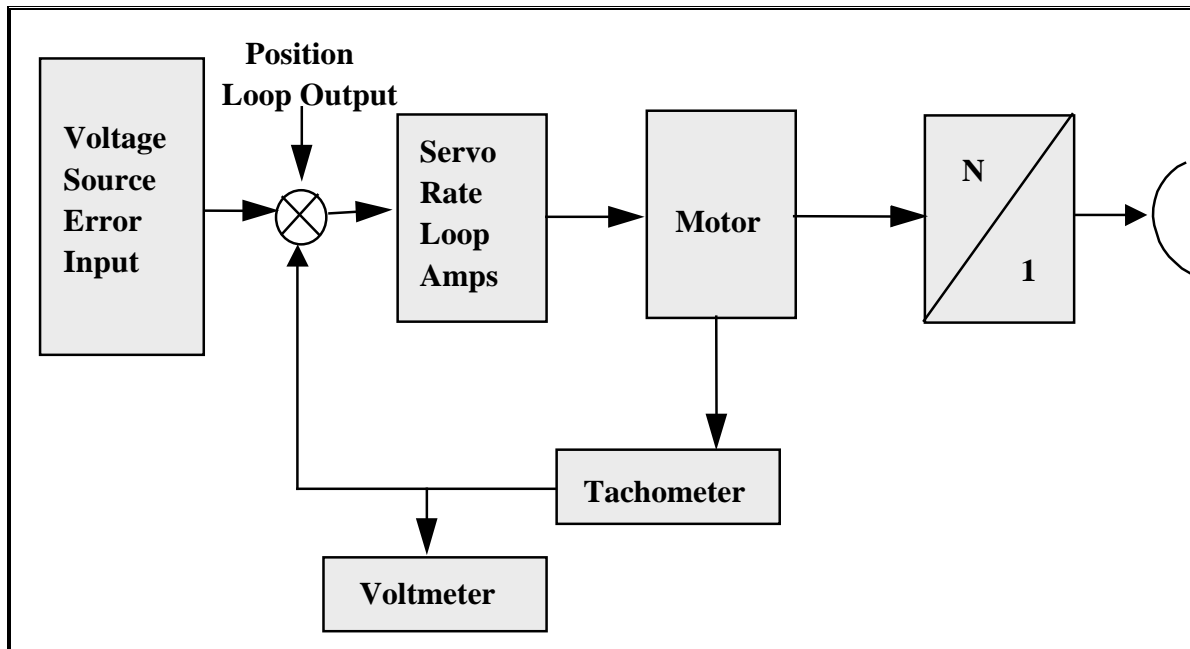 Position
Loop Output
Voltage
Source
Error
Input
Servo
Rate
Loop
Amps
Motor
N
1
Tachometer
Voltmeter